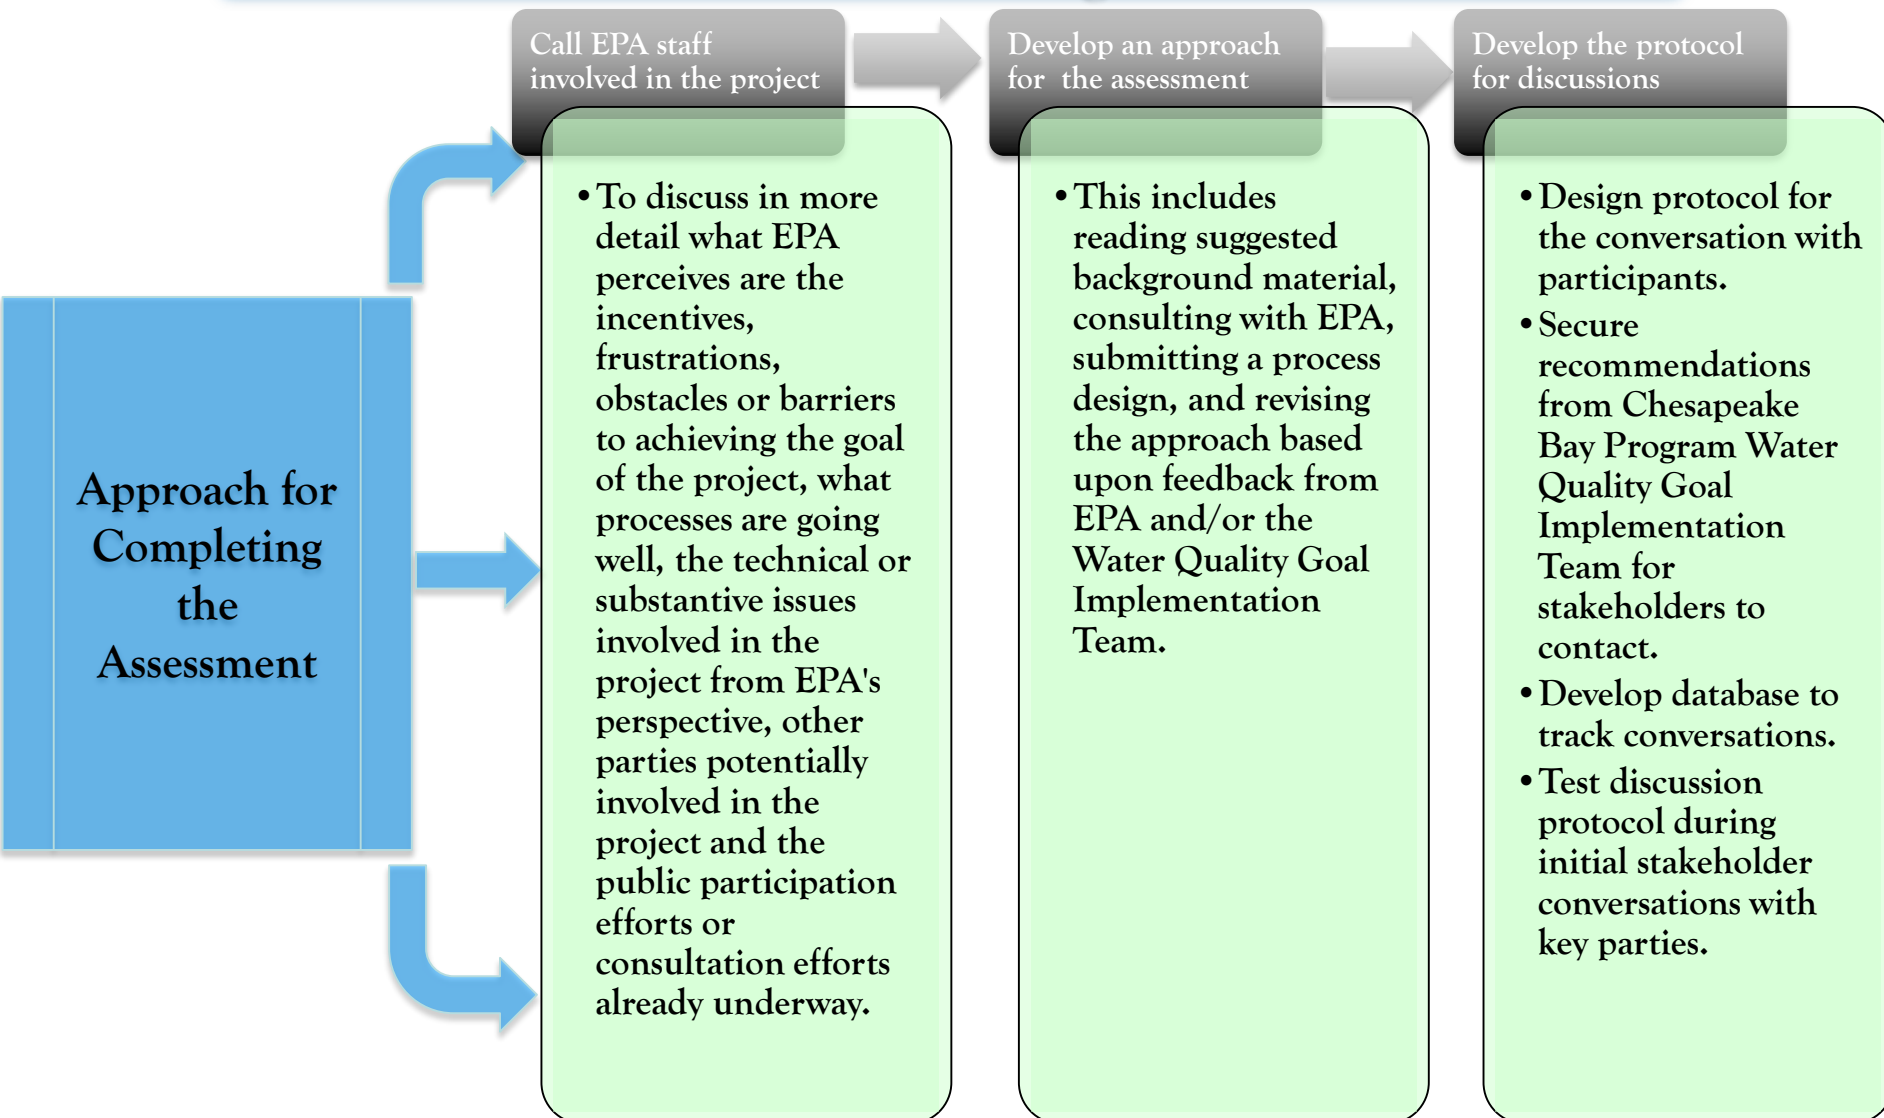 Call EPA staff
involved in the project
Develop an approach
for the assessment
Develop the protocol
for discussions
Approach for
Completing
the
Assessment
•To discuss in more
detail what EPA
perceives are the
incentives,
frustrations,
obstacles or barriers
to achieving the goal
of the project, what
processes are going
well, the technical or
substantive issues
involved in the
project from EPA's
perspective, other
parties potentially
involved in the
project and the
public participation
efforts or
consultation efforts
already underway.
•This includes
reading suggested
background material,
consulting with EPA,
submitting a process
design, and revising
the approach based
upon feedback from
EPA and/or the
Water Quality Goal
Implementation
Team.
•Design protocol for
the conversation with
participants.
•Secure
recommendations
from Chesapeake
Bay Program Water
Quality Goal
Implementation
Team for
stakeholders to
contact.
•Develop database to
track conversations.
•Test discussion
protocol during
initial stakeholder
conversations with
key parties.